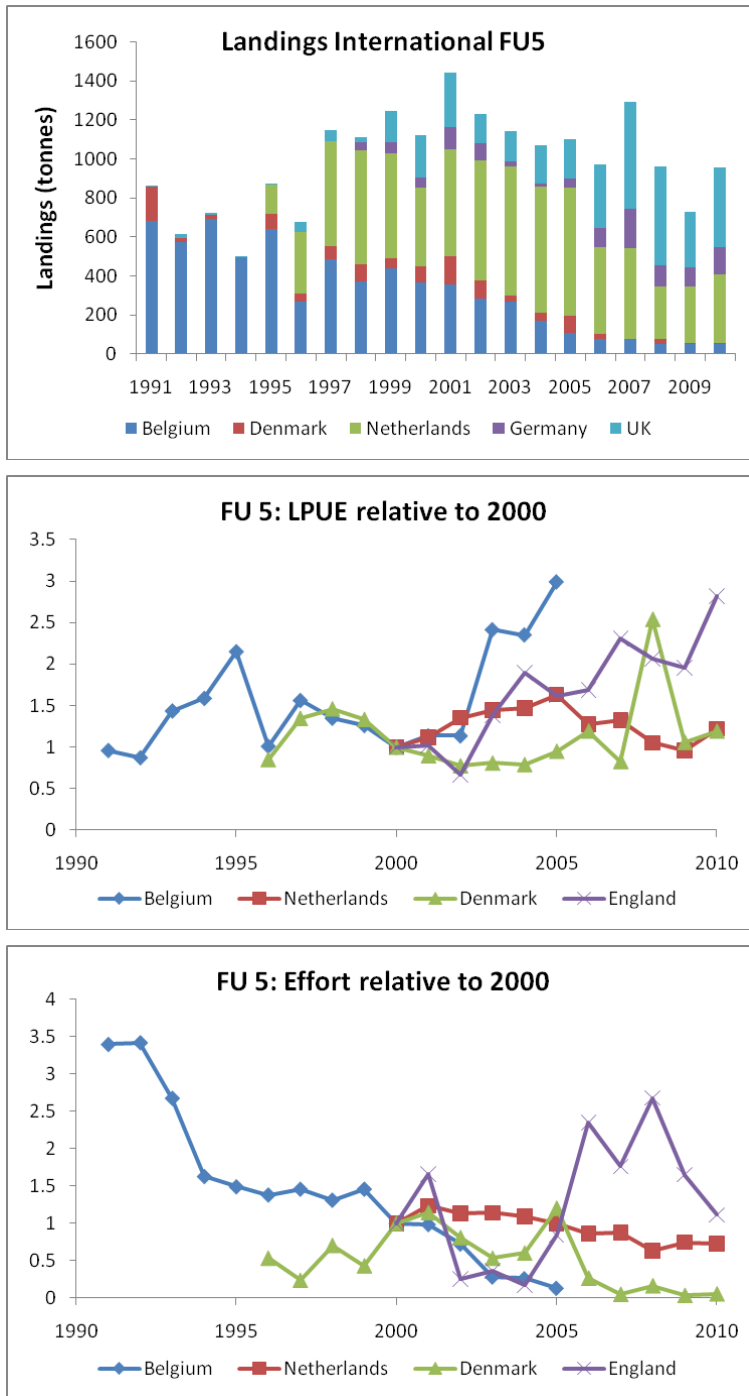 Landings International FU5
Landings (tonnes)
1600
1400
1200
1000
800
600
400
200
0
1991 1993 1995 1997 1999 2001 2003 2005 2007 2009
Belgium Denmark Netherlands Germany UK
FU 5: LPUE relative to 2000
3.5
3
2.5
2
1.5
1
0.5
0
1990 1995 2000 2005 2010
Belgium Netherlands Denmark England
FU 5: Effort relative to 2000
4
3.5
3
2.5
2
1.5
1
0.5
0
1990 1995 2000 2005 2010
Belgium Netherlands Denmark England